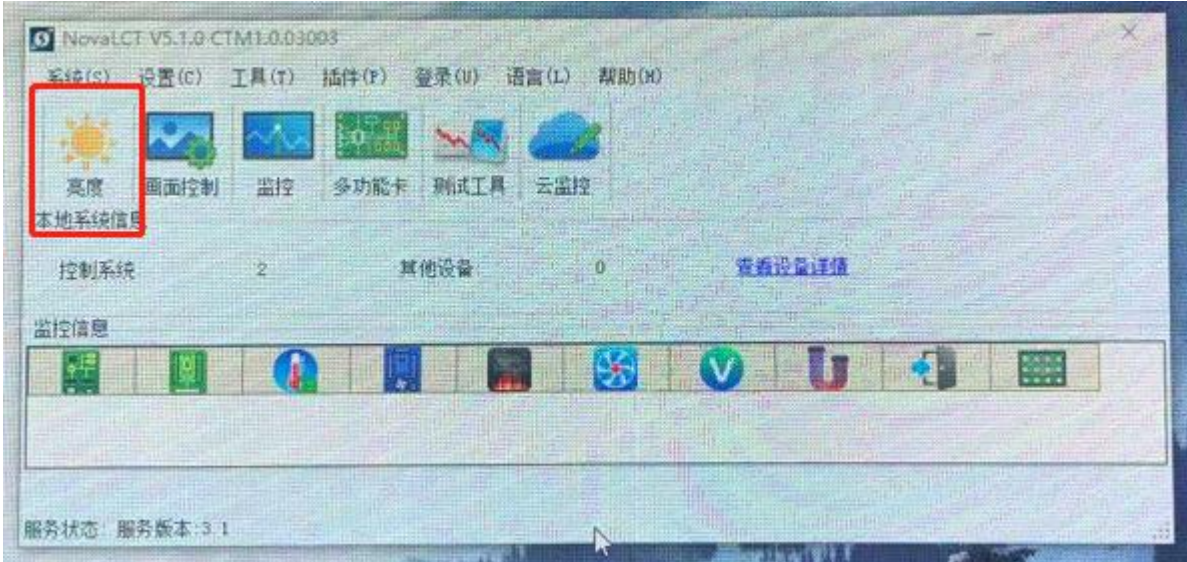 NovaLCT V5.1.0 CTM1.0.03003
系统(S) 设置(C) 工具(T) 插件(P) 登录(U) 语言(L) 帮助(H)
亮度 画面控制 监控 多功能卡 测试工具 云监控
本地系统信息
控制系统 2 其他设备 0 查看设备详情
监控信息
V
服务状态: 服务版本:3.1